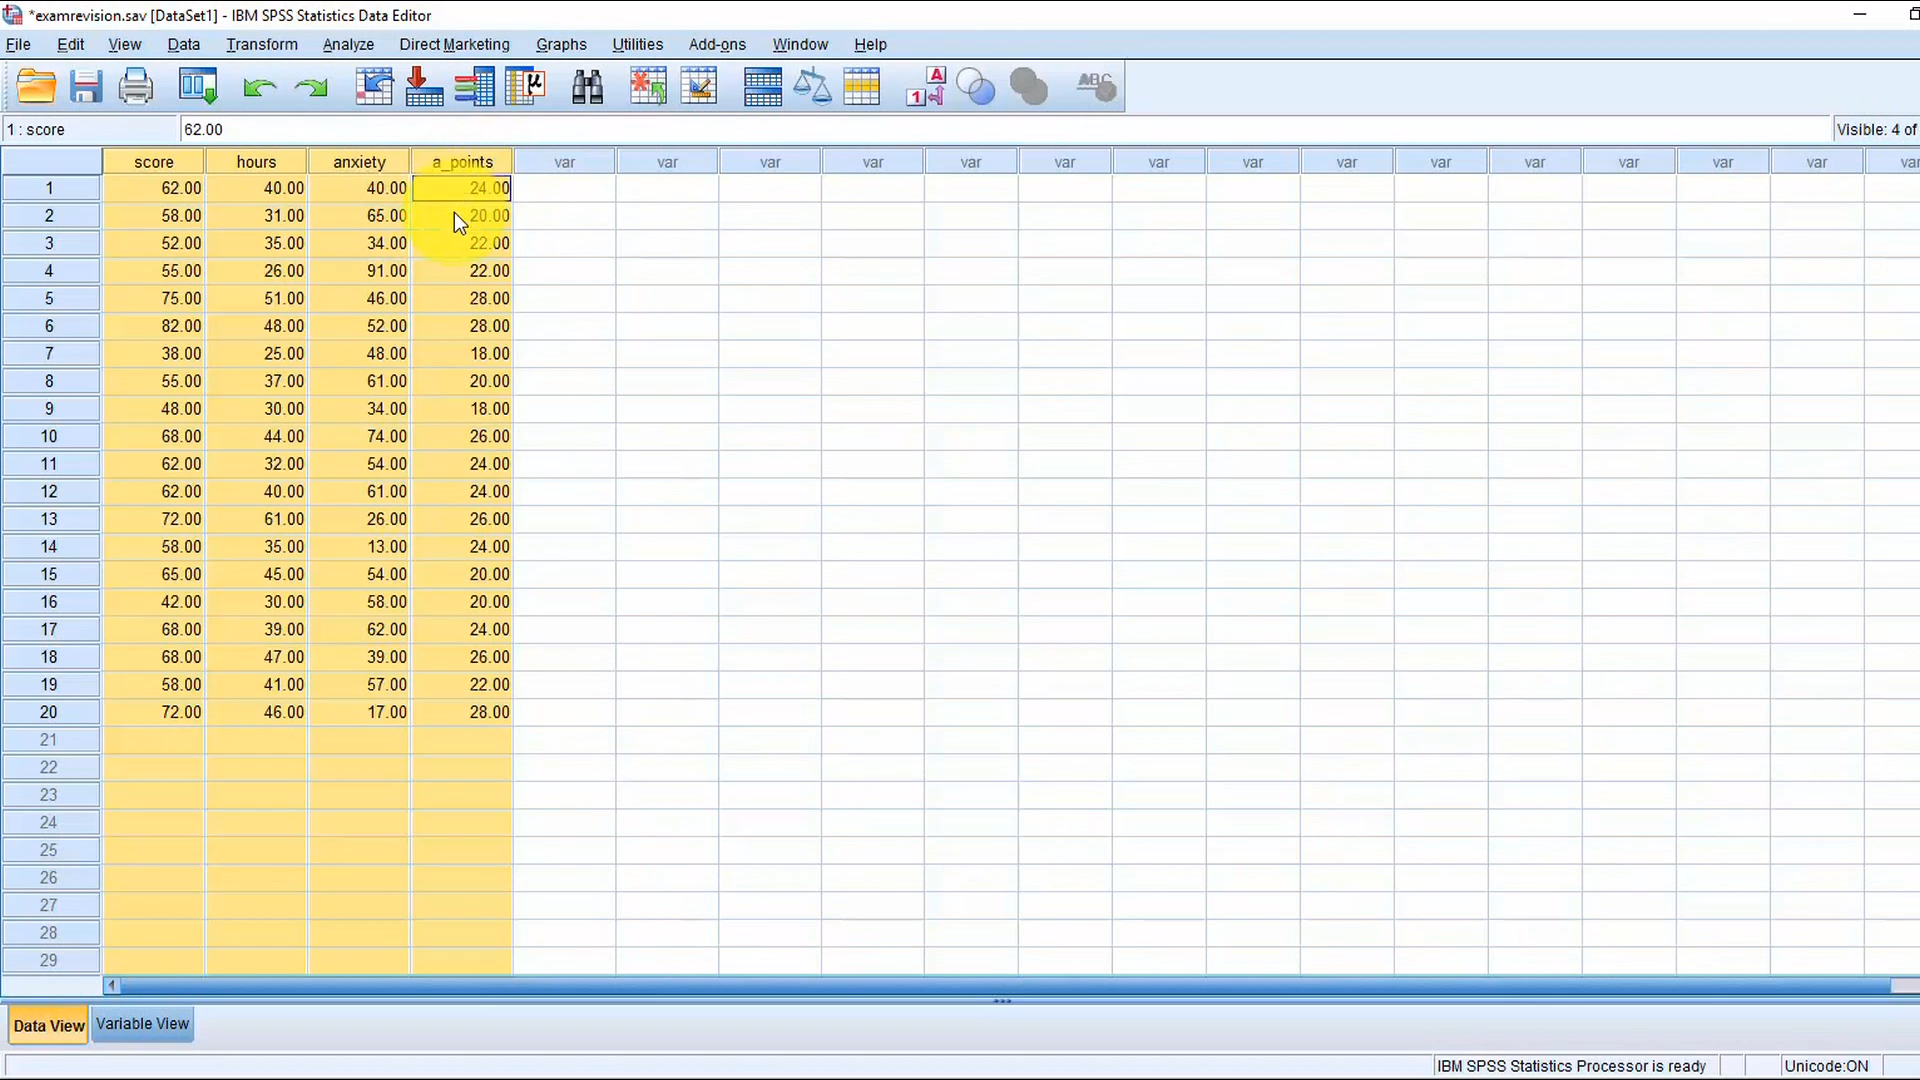 *examrevision.sav [DataSet1] - IBM SPSS Statistics Data Editor
File Edit View Data Transform Analyze Direct Marketing Graphs Utilities Add-ons Window Help
1 : score 62.00 Visible: 4 of
score hours anxiety a_points var var var var var var var var var var var var var var
1 62.00 40.00 40.00 24.00
2 58.00 31.00 65.00 20.00
3 52.00 35.00 34.00 22.00
4 55.00 26.00 91.00 22.00
5 75.00 51.00 46.00 28.00
6 82.00 48.00 52.00 28.00
7 38.00 25.00 48.00 18.00
8 55.00 37.00 61.00 20.00
9 48.00 30.00 34.00 18.00
10 68.00 44.00 74.00 26.00
11 62.00 32.00 54.00 24.00
12 62.00 40.00 61.00 24.00
13 72.00 61.00 26.00 26.00
14 58.00 35.00 13.00 24.00
15 65.00 45.00 54.00 20.00
16 42.00 30.00 58.00 20.00
17 68.00 39.00 62.00 24.00
18 68.00 47.00 39.00 26.00
19 58.00 41.00 57.00 22.00
20 72.00 46.00 17.00 28.00
21
22
23
24
25
26
27
28
29
Data View Variable View
IBM SPSS Statistics Processor is ready Unicode:ON